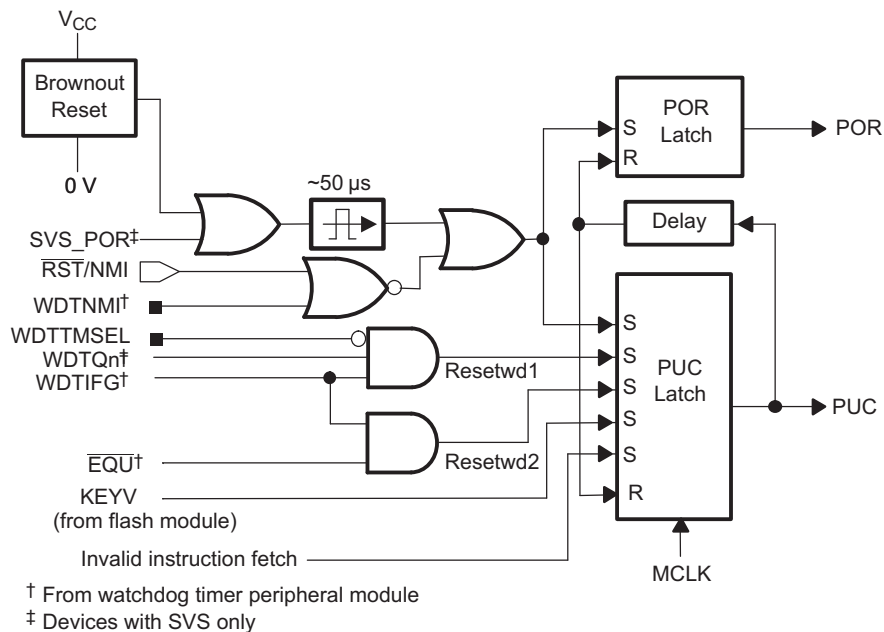 VCC
Brownout
Reset
0 V
~50 µs
SVS_POR‡
RST/NMI
WDTNMI†
WDTTMSEL
WDTQn‡
WDTIFG†
EQU†
KEYV
(from flash module)
Invalid instruction fetch
Resetwd1
Resetwd2
S
R
POR
Latch
POR
Delay
S
S
S
S
S
R
PUC
Latch
PUC
MCLK
† From watchdog timer peripheral module
‡ Devices with SVS only